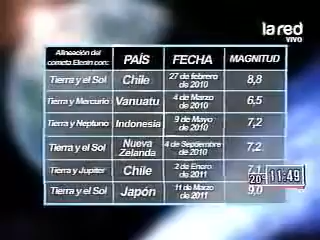 la red
VIVO
Alineación del cometa Elenin con: PAÍS FECHA MAGNITUD
Tierra y el Sol Chile 27 de febrero de 2010 8,8
Tierra y Mercurio Vanuatu 4 de Marzo de 2010 6,5
Tierra y Neptuno Indonesia 9 de Mayo de 2010 7,2
Tierra y el Sol Nueva Zelanda 4 de Septiembre de 2010 7,2
Tierra y Jupiter Chile 2 de Enero de 2011 7,1
Tierra y el Sol Japón 11 de Marzo de 2011 9,0
20° 11:49